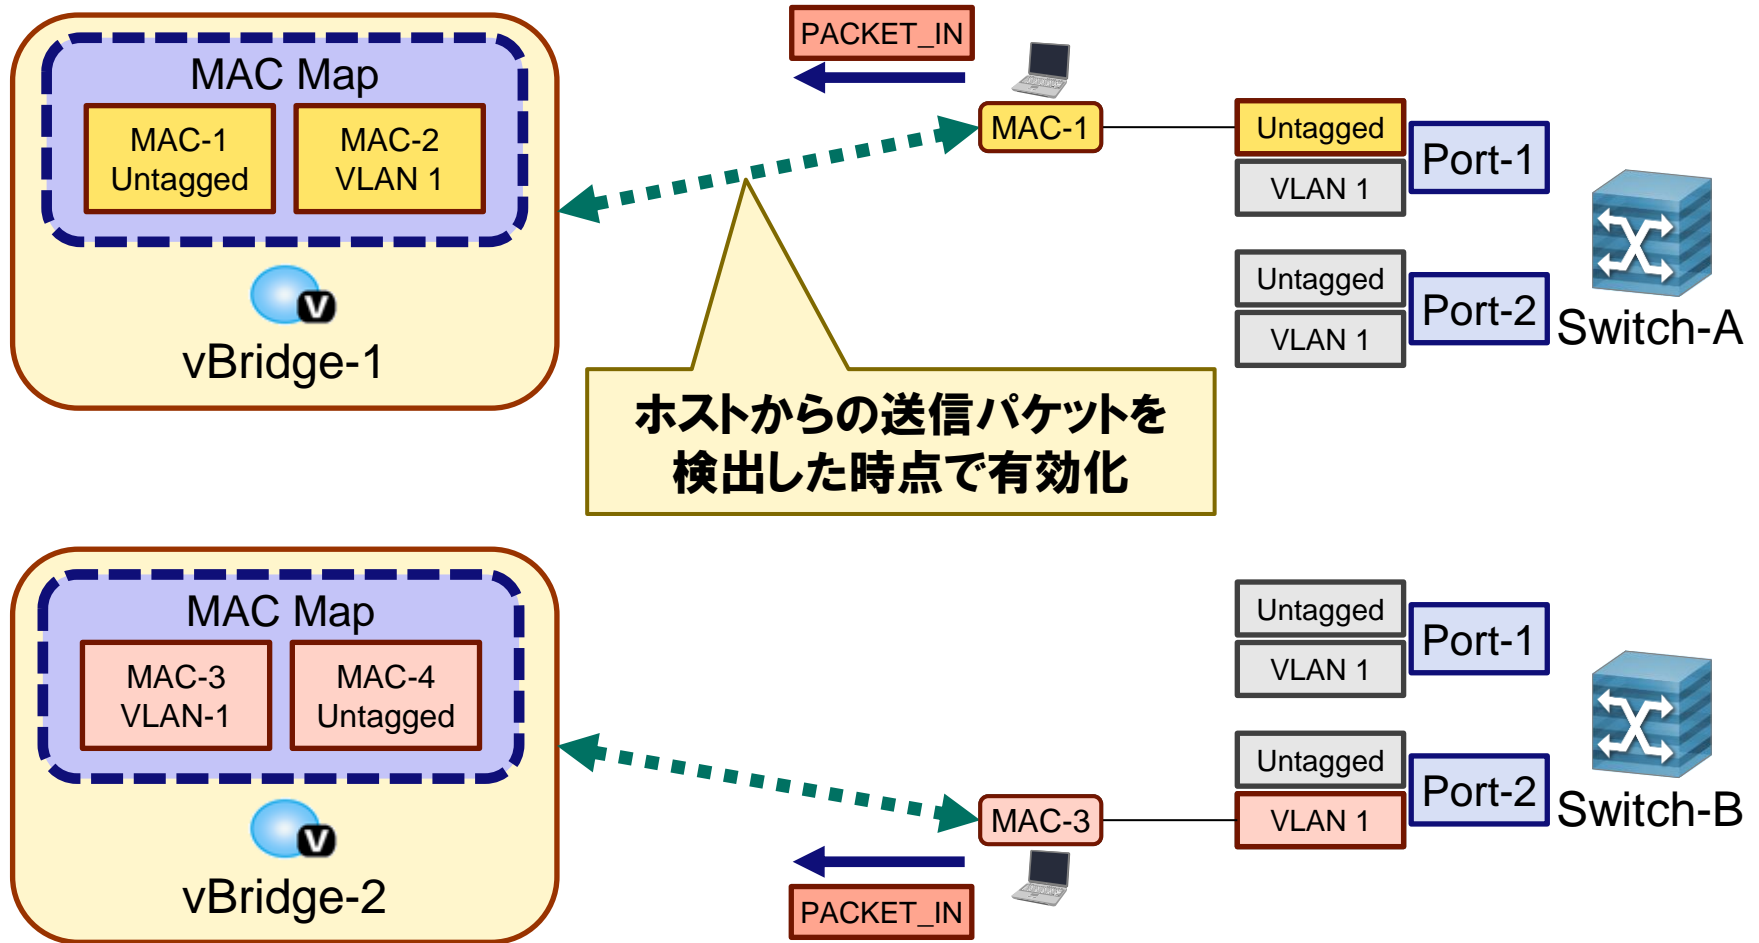 PACKET_IN
MAC Map
MAC-1
Untagged
MAC-2
VLAN 1
vBridge-1
MAC-1
Untagged
VLAN 1
Port-1
Untagged
VLAN 1
Port-2
Switch-A
ホストからの送信パケットを
検出した時点で有効化
MAC Map
MAC-3
VLAN-1
MAC-4
Untagged
vBridge-2
Untagged
VLAN 1
Port-1
Untagged
VLAN 1
Port-2
Switch-B
MAC-3
PACKET_IN
V
V